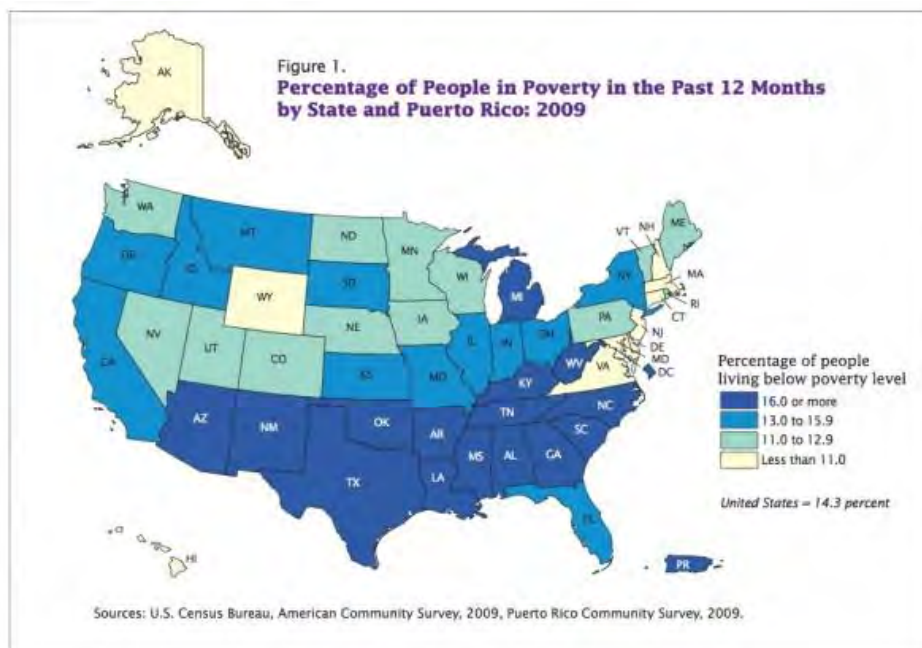 Figure 1.
Percentage of People in Poverty in the Past 12 Months
by State and Puerto Rico: 2009
AK
WA
MT
ND
MN
VT
NH
ME
OR
ID
SD
WI
MI
NY
MA
RI
CT
WY
NV
UT
CO
NE
IA
IL
IN
OH
PA
NJ
DE
MD
DC
CA
KS
MO
KY
WV
VA
AZ
NM
OK
AR
TN
NC
SC
TX
LA
MS
AL
GA
FL
HI
PR
Percentage of people
living below poverty level
16.0 or more
13.0 to 15.9
11.0 to 12.9
Less than 11.0
United States = 14.3 percent
Sources: U.S. Census Bureau, American Community Survey, 2009, Puerto Rico Community Survey, 2009.